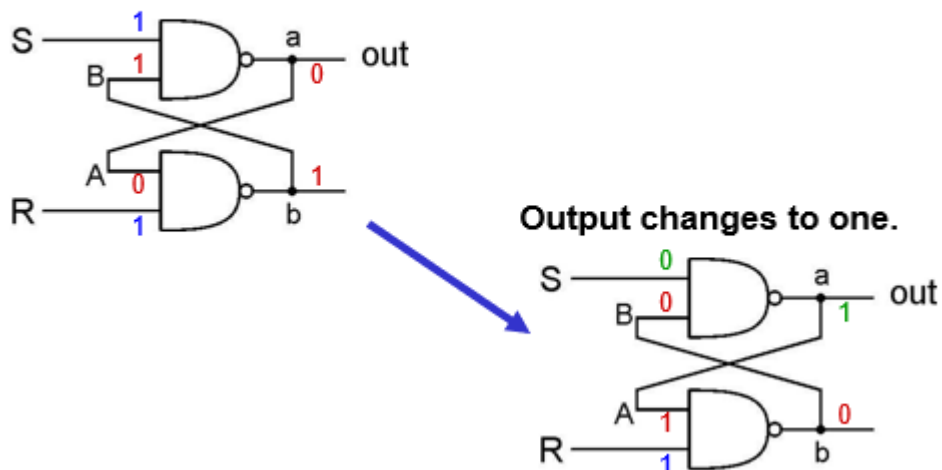 S 1 a out
B 1 0
A 0 1
R 1 b
Output changes to one.
S 0 a out
B 0 1
A 1 0
R 1 b